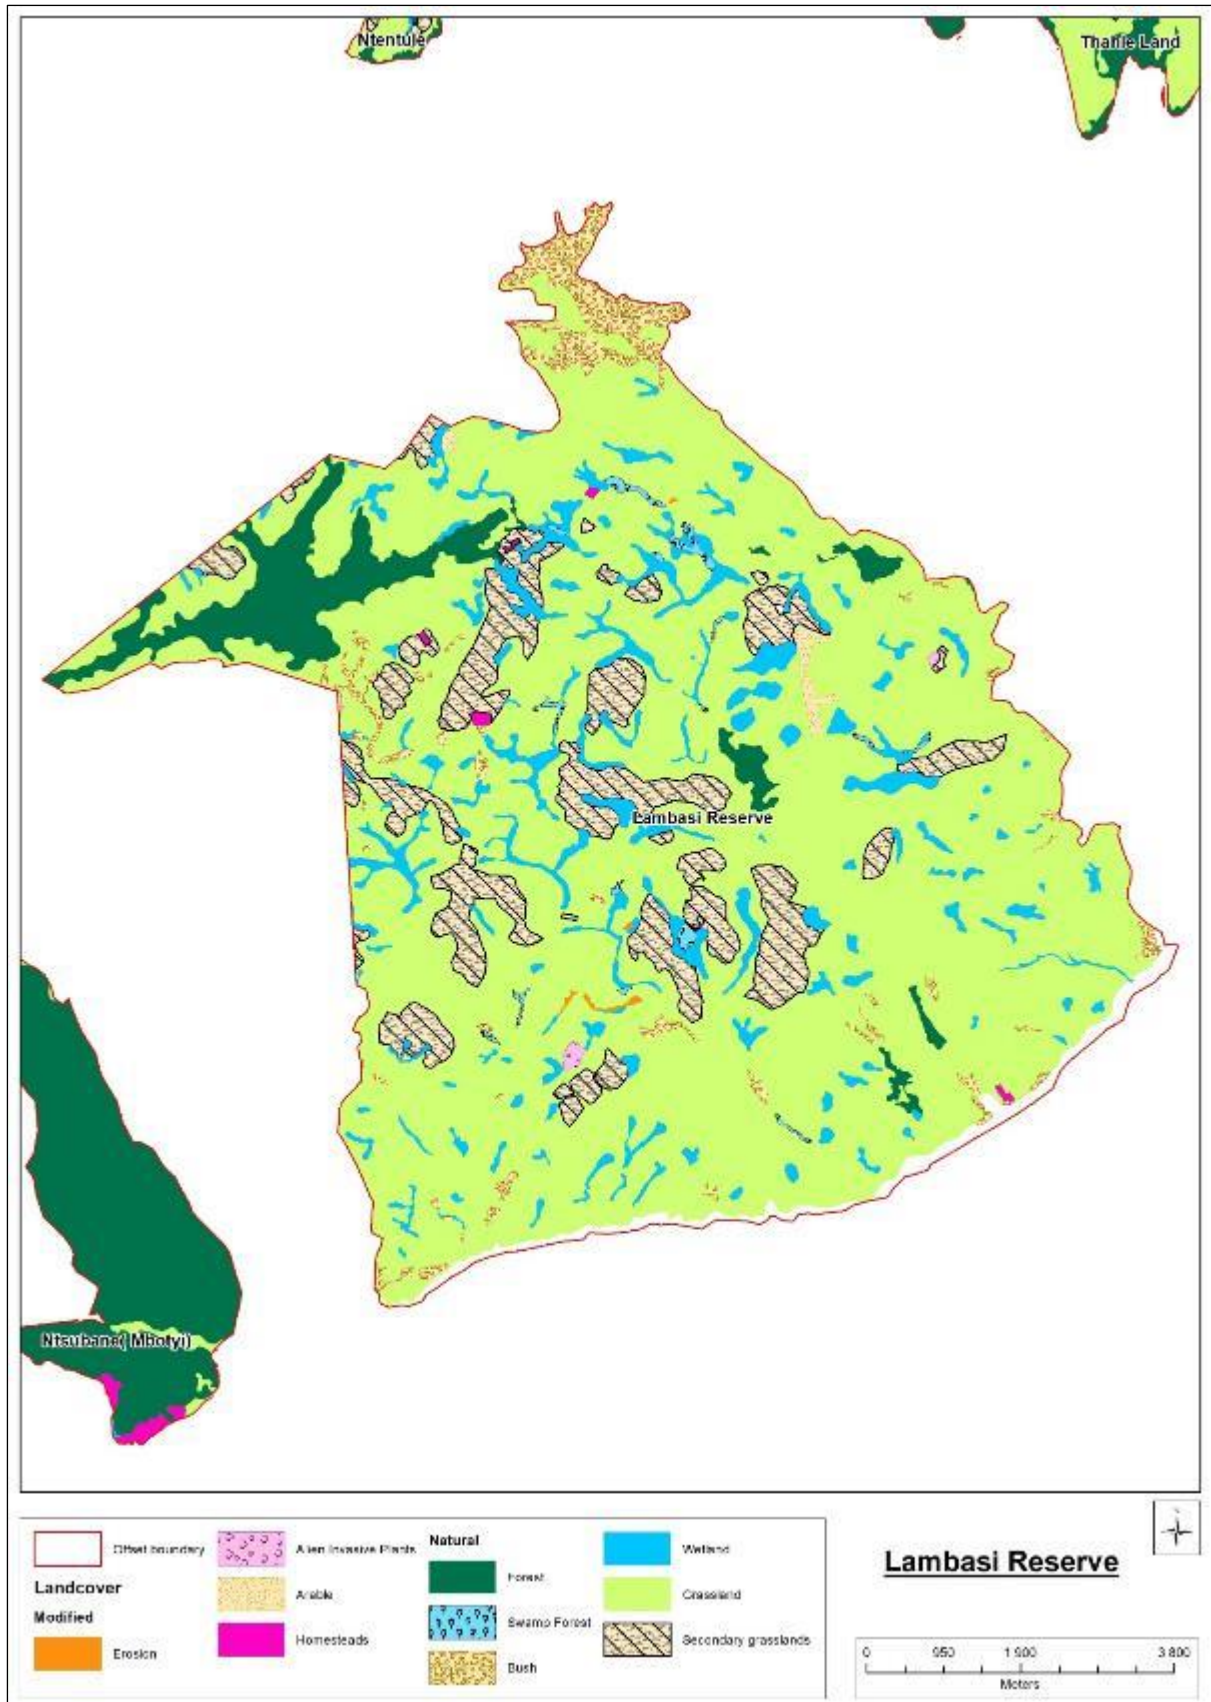 Ntentule
Thahle Land
Lambasi Reserve
Ntsubane( Mbotyi)
Offset boundary
Landcover
Modified
Erosion
Alien Invasive Plants
Arable
Homesteads
Natural
Forest
Swamp Forest
Bush
Wetland
Grassland
Secondary grasslands
Lambasi Reserve
0 950 1 900 3 800
Meters